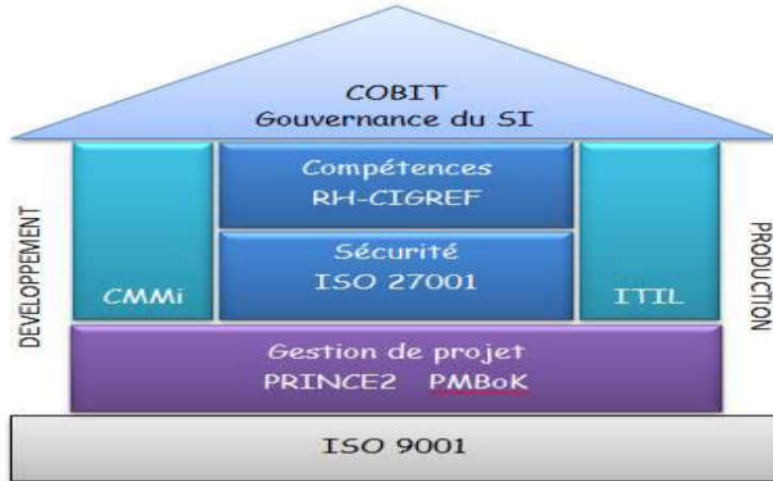 COBIT
Gouvernance du SI
Compétences
RH-CIGREF
Sécurité
ISO 27001
DEVELOPPEMENT
CMMi
ITIL
PRODUCTION
Gestion de projet
PRINCE2 PMBoK
ISO 9001